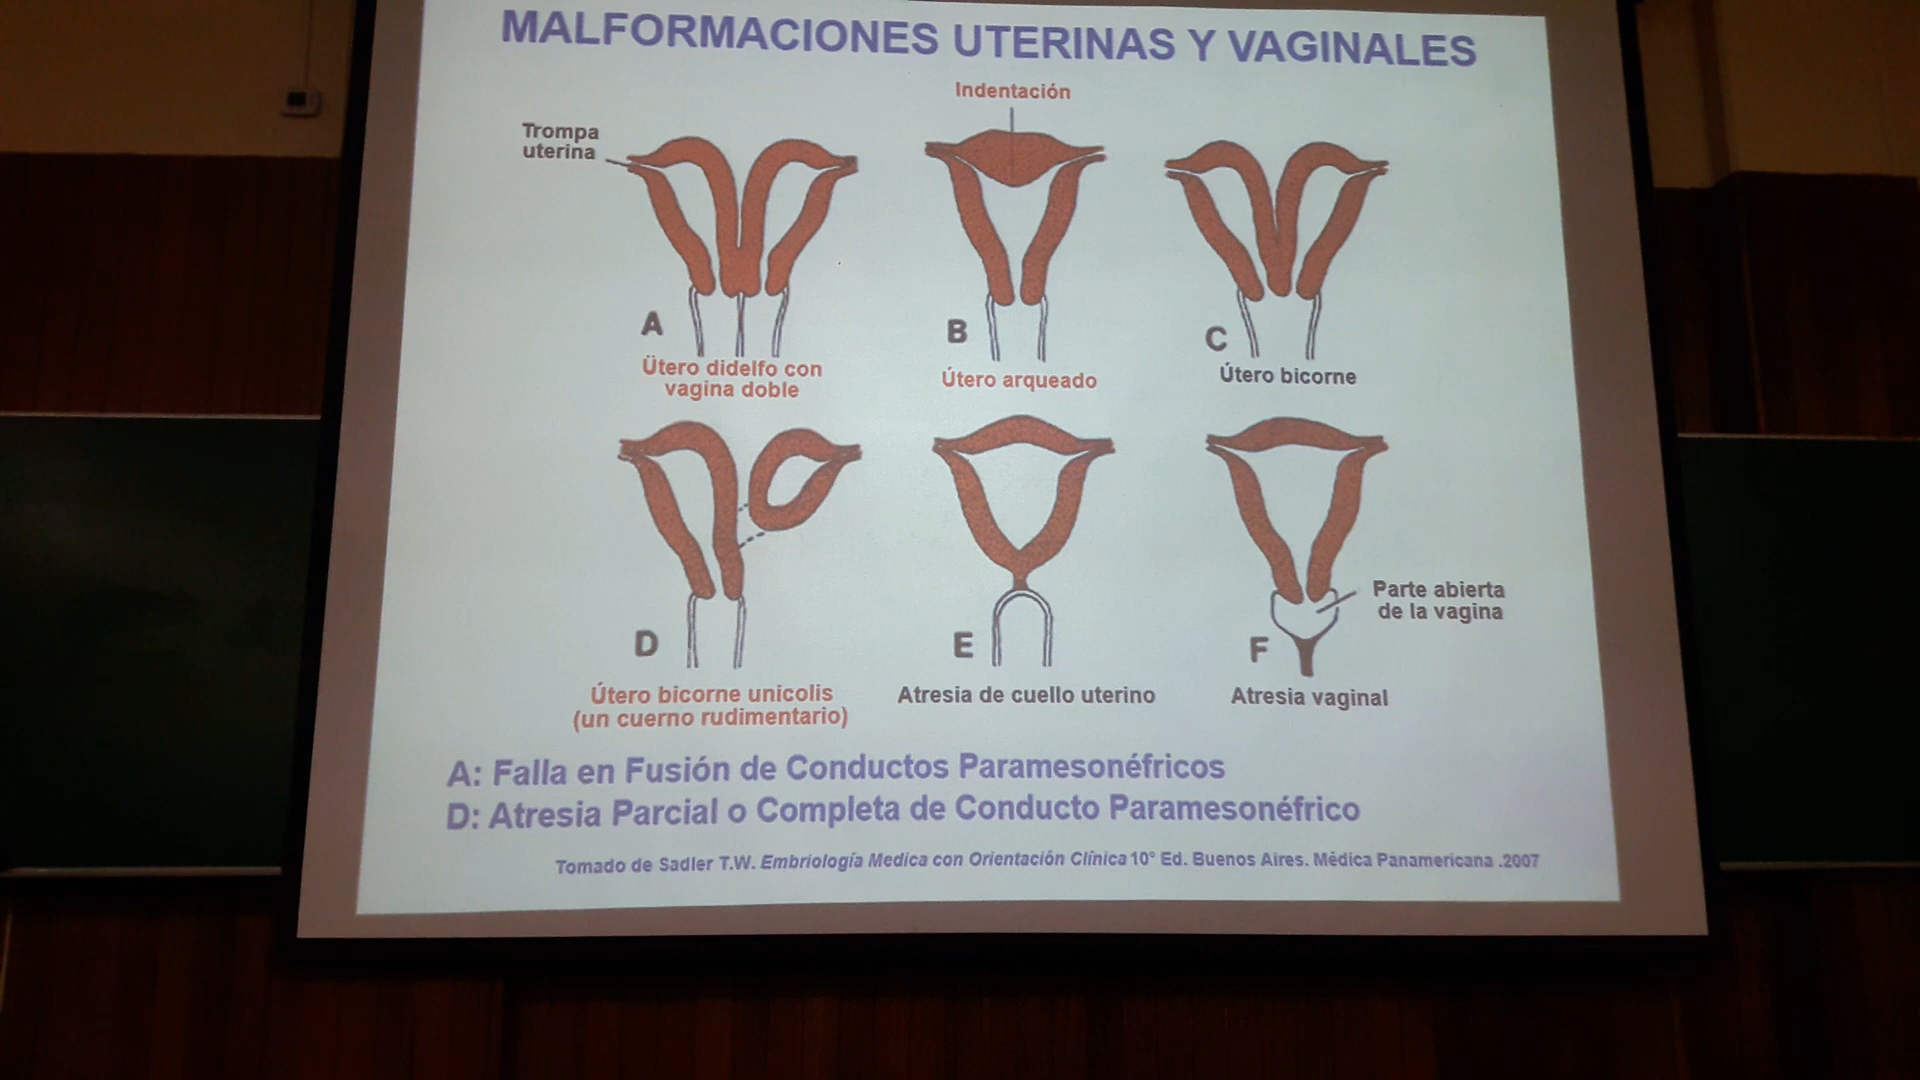 MALFORMACIONES UTERINAS Y VAGINALES
Indentación
Trompa
uterina
A
B
C
Ütero didelfo con
vagina doble
Útero arqueado
Útero bicorne
D
E
F
Parte abierta
de la vagina
Útero bicorne unicolis
(un cuerno rudimentario)
Atresia de cuello uterino
Atresia vaginal
A: Falla en Fusión de Conductos Paramesonéfricos
D: Atresia Parcial o Completa de Conducto Paramesonéfrico
Tomado de Sadler T.W. Embriología Medica con Orientación Clínica 10° Ed. Buenos Aires. Médica Panamericana .2007